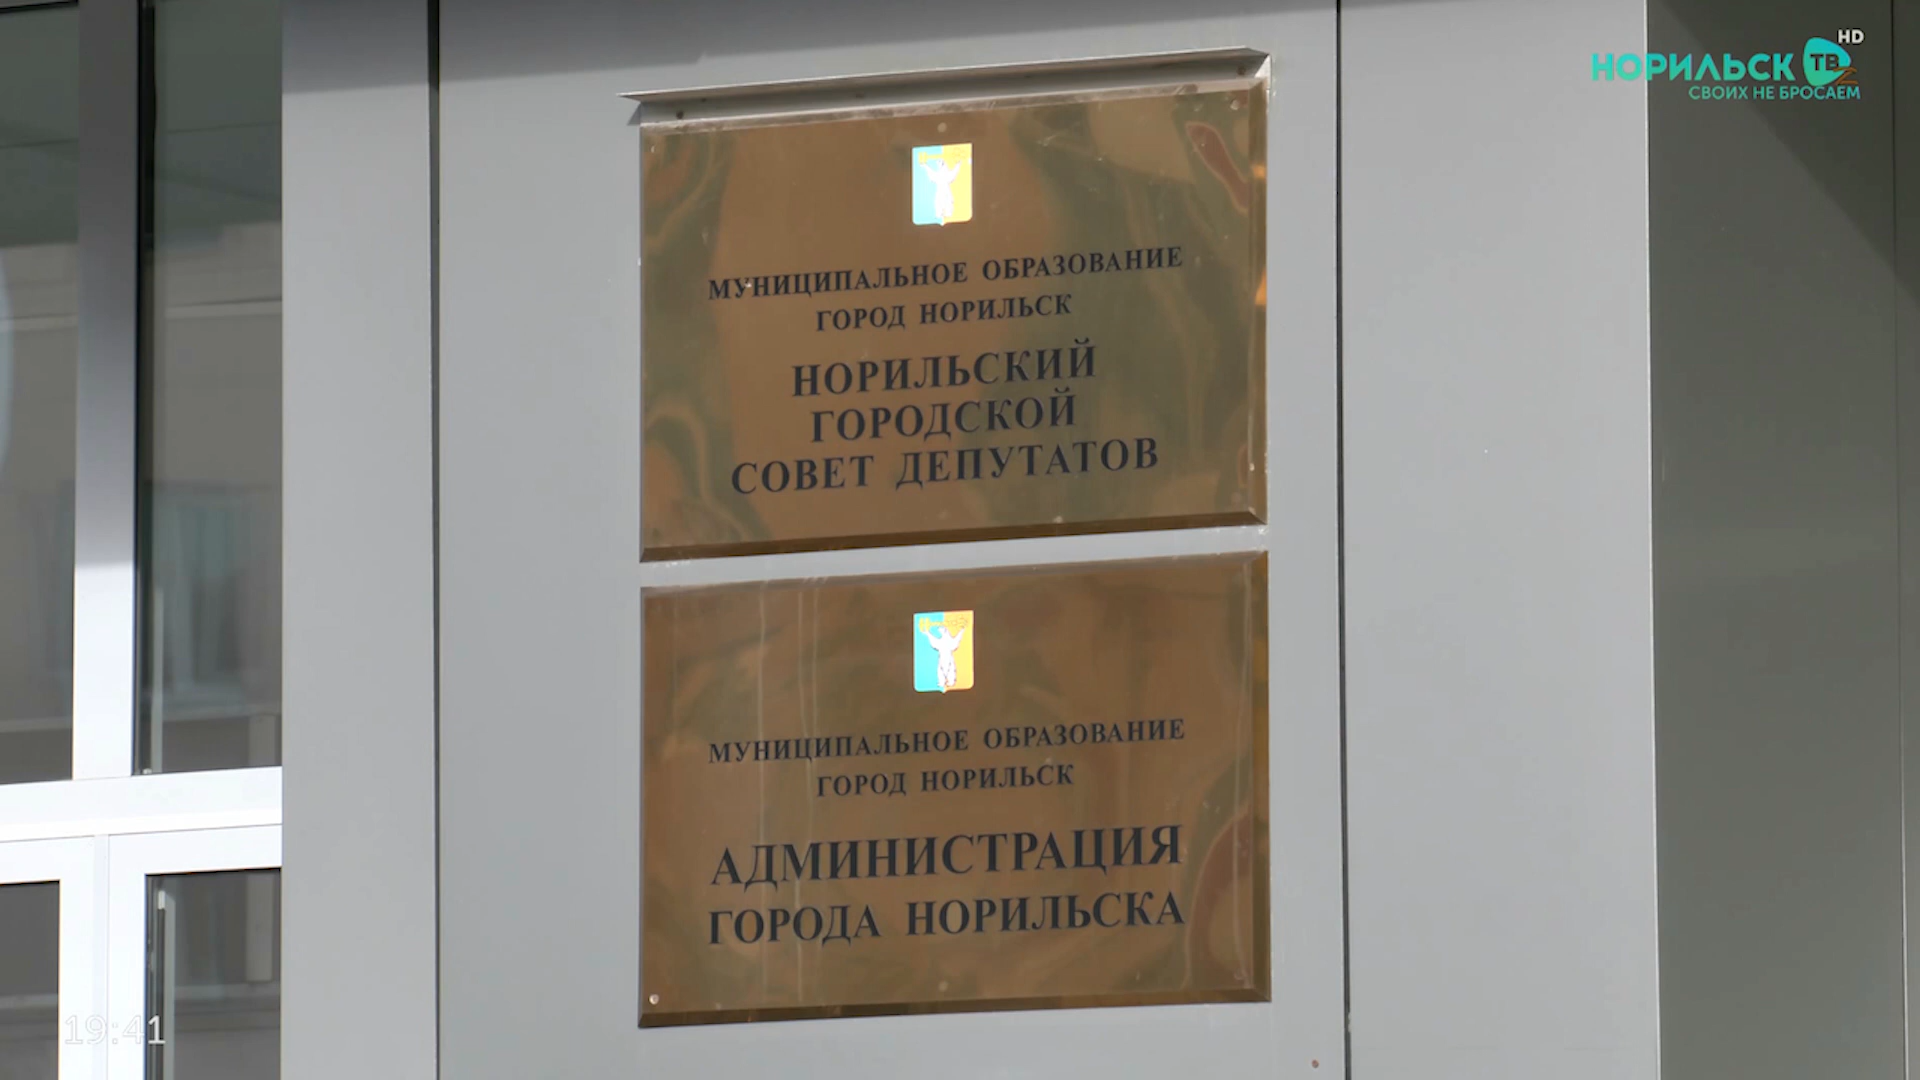 НОРИЛЬСК ТВ HD
СВОИХ НЕ БРОСАЕМ
МУНИЦИПАЛЬНОЕ ОБРАЗОВАНИЕ
ГОРОД НОРИЛЬСК
НОРИЛЬСКИЙ
ГОРОДСКОЙ
СОВЕТ ДЕПУТАТОВ
МУНИЦИПАЛЬНОЕ ОБРАЗОВАНИЕ
ГОРОД НОРИЛЬСК
АДМИНИСТРАЦИЯ
ГОРОДА НОРИЛЬСКА
19:41